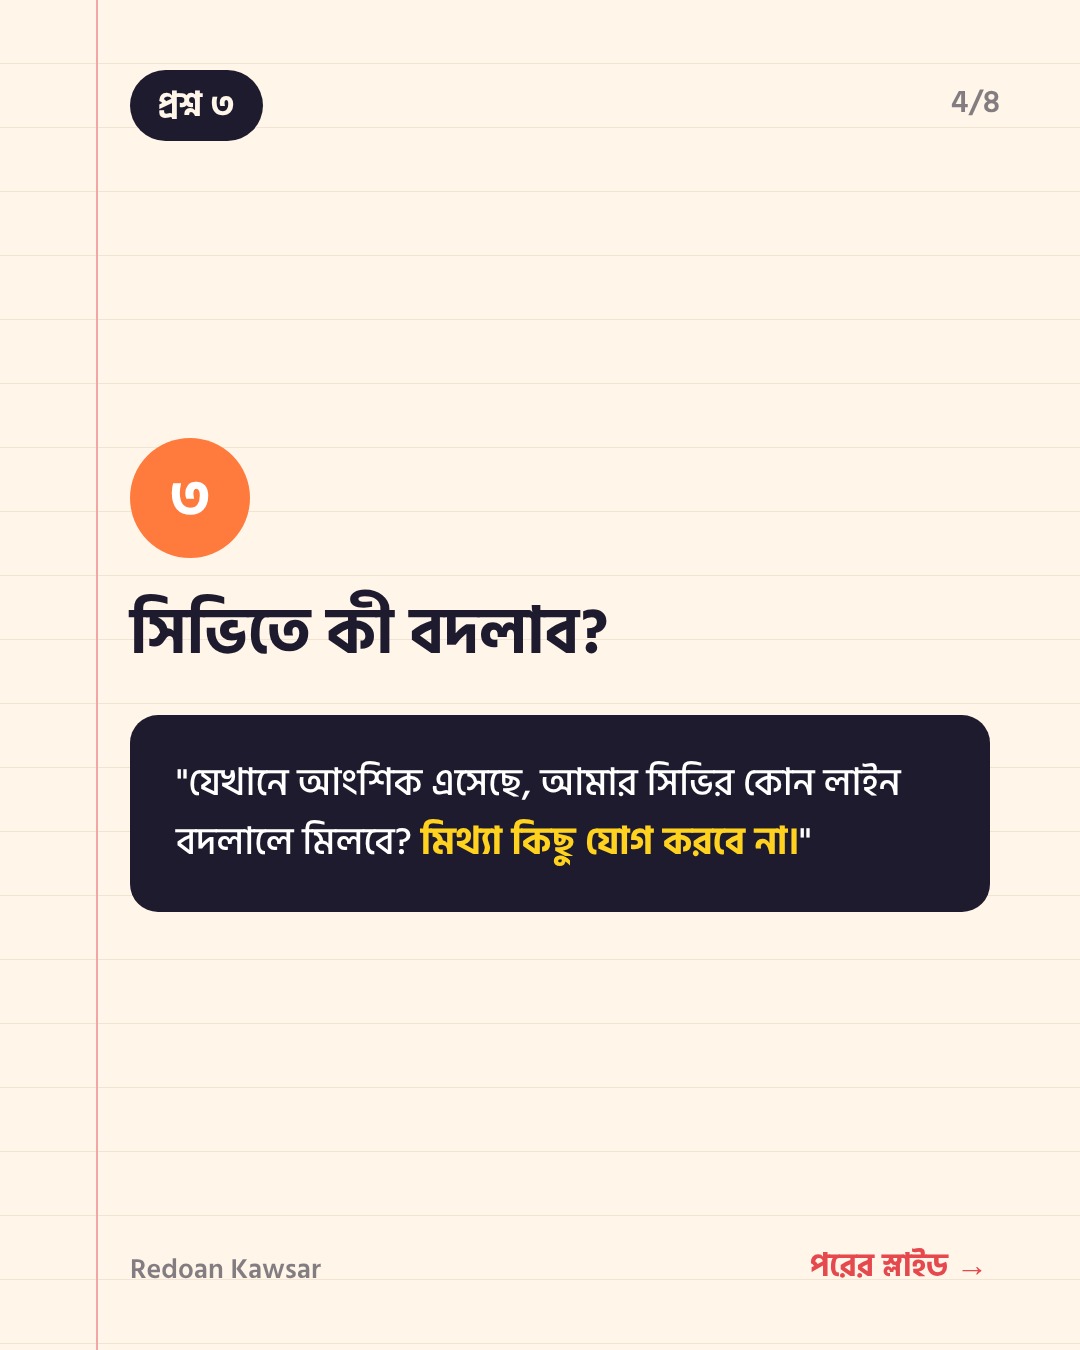 প্রশ্ন ৩
4/8
৩
সিভিতে কী বদলাব?
"যেখানে আংশিক এসেছে, আমার সিভির কোন লাইন
বদলালে মিলবে? মিথ্যা কিছু যোগ করবে না।"
Redoan Kawsar
পরের স্লাইড →